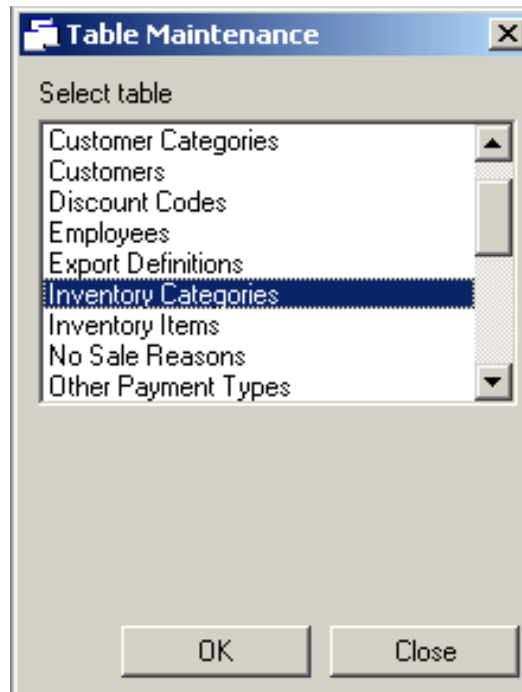 Table Maintenance
Select table
Customer Categories
Customers
Discount Codes
Employees
Export Definitions
Inventory Categories
Inventory Items
No Sale Reasons
Other Payment Types
OK
Close